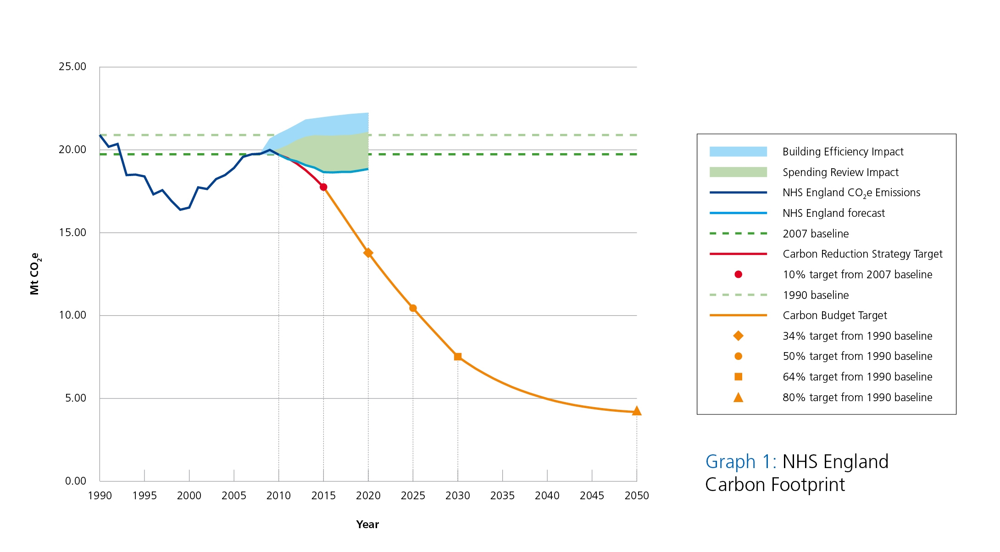 25.00
20.00
15.00
10.00
5.00
0.00
Mt CO₂e
1990 1995 2000 2005 2010 2015 2020 2025 2030 2035 2040 2045 2050
Year
Building Efficiency Impact
Spending Review Impact
NHS England CO₂e Emissions
NHS England forecast
2007 baseline
Carbon Reduction Strategy Target
10% target from 2007 baseline
1990 baseline
Carbon Budget Target
34% target from 1990 baseline
50% target from 1990 baseline
64% target from 1990 baseline
80% target from 1990 baseline
Graph 1: NHS England
Carbon Footprint